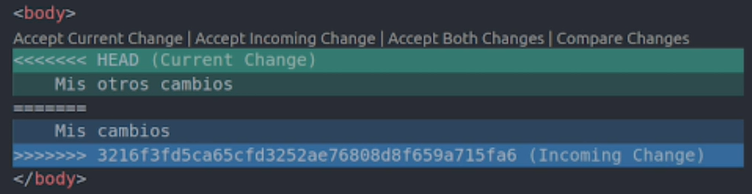 <body>
Accept Current Change | Accept Incoming Change | Accept Both Changes | Compare Changes
<<<<<<< HEAD (Current Change)
    Mis otros cambios
=======
    Mis cambios
>>>>>>> 3216f3fd5ca65cfd3252ae76808d8f659a715fa6 (Incoming Change)
</body>